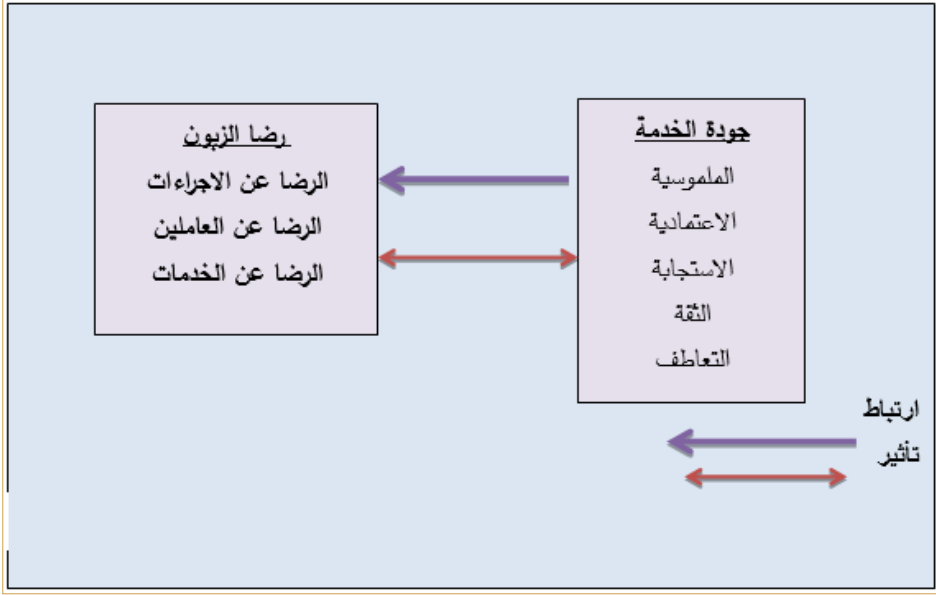 جودة الخدمة
الملموسية
الاعتمادية
الاستجابة
الثقة
التعاطف
رضا الزبون
الرضا عن الاجراءات
الرضا عن العاملين
الرضا عن الخدمات
ارتباط
تأثير